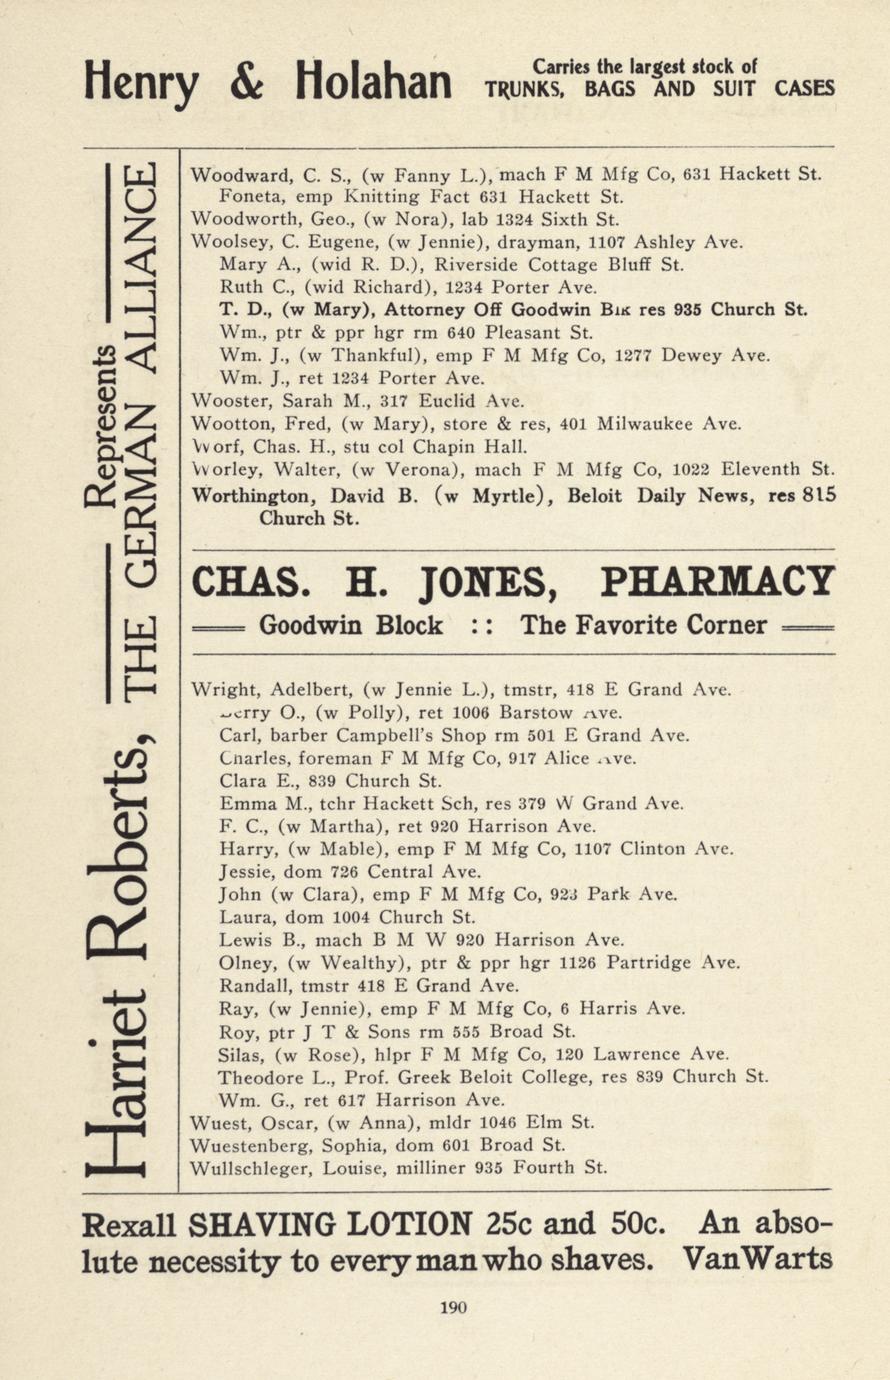 Henry & Holahan
Carries the largest stock of
TRUNKS, BAGS AND SUIT CASES
Harriet Roberts, Represents
THE GERMAN ALLIANCE
Woodward, C. S., (w Fanny L.), mach F M Mfg Co, 631 Hackett St.
Foneta, emp Knitting Fact 631 Hackett St.
Woodworth, Geo., (w Nora), lab 1324 Sixth St.
Woolsey, C. Eugene, (w Jennie), drayman, 1107 Ashley Ave.
Mary A., (wid R. D.), Riverside Cottage Bluff St.
Ruth C., (wid Richard), 1234 Porter Ave.
T. D., (w Mary), Attorney Off Goodwin Blk res 935 Church St.
Wm., ptr & ppr hgr rm 640 Pleasant St.
Wm. J., (w Thankful), emp F M Mfg Co, 1277 Dewey Ave.
Wm. J., ret 1234 Porter Ave.
Wooster, Sarah M., 317 Euclid Ave.
Wootton, Fred, (w Mary), store & res, 401 Milwaukee Ave.
Worf, Chas. H., stu col Chapin Hall.
Worley, Walter, (w Verona), mach F M Mfg Co, 1022 Eleventh St.
Worthington, David B. (w Myrtle), Beloit Daily News, res 815
Church St.
CHAS. H. JONES, PHARMACY
Goodwin Block :: The Favorite Corner
Wright, Adelbert, (w Jennie L.), tmstr, 418 E Grand Ave.
O., (w Polly), ret 1006 Barstow Ave.
Carl, barber Campbell's Shop rm 501 E Grand Ave.
Charles, foreman F M Mfg Co, 917 Alice Ave.
Clara E., 839 Church St.
Emma M., tchr Hackett Sch, res 379 W Grand Ave.
F. C., (w Martha), ret 920 Harrison Ave.
Harry, (w Mable), emp F M Mfg Co, 1107 Clinton Ave.
Jessie, dom 726 Central Ave.
John (w Clara), emp F M Mfg Co, 923 Park Ave.
Laura, dom 1004 Church St.
Lewis B., mach B M W 920 Harrison Ave.
Olney, (w Wealthy), ptr & ppr hgr 1126 Partridge Ave.
Randall, tmstr 418 E Grand Ave.
Ray, (w Jennie), emp F M Mfg Co, 6 Harris Ave.
Roy, ptr J T & Sons rm 555 Broad St.
Silas, (w Rose), hlpr F M Mfg Co, 120 Lawrence Ave.
Theodore L., Prof. Greek Beloit College, res 839 Church St.
Wm. G., ret 617 Harrison Ave.
Wuest, Oscar, (w Anna), mldr 1046 Elm St.
Wuestenberg, Sophia, dom 601 Broad St.
Wullschleger, Louise, milliner 935 Fourth St.
Rexall SHAVING LOTION 25c and 50c. An abso-
lute necessity to every man who shaves. VanWarts
190